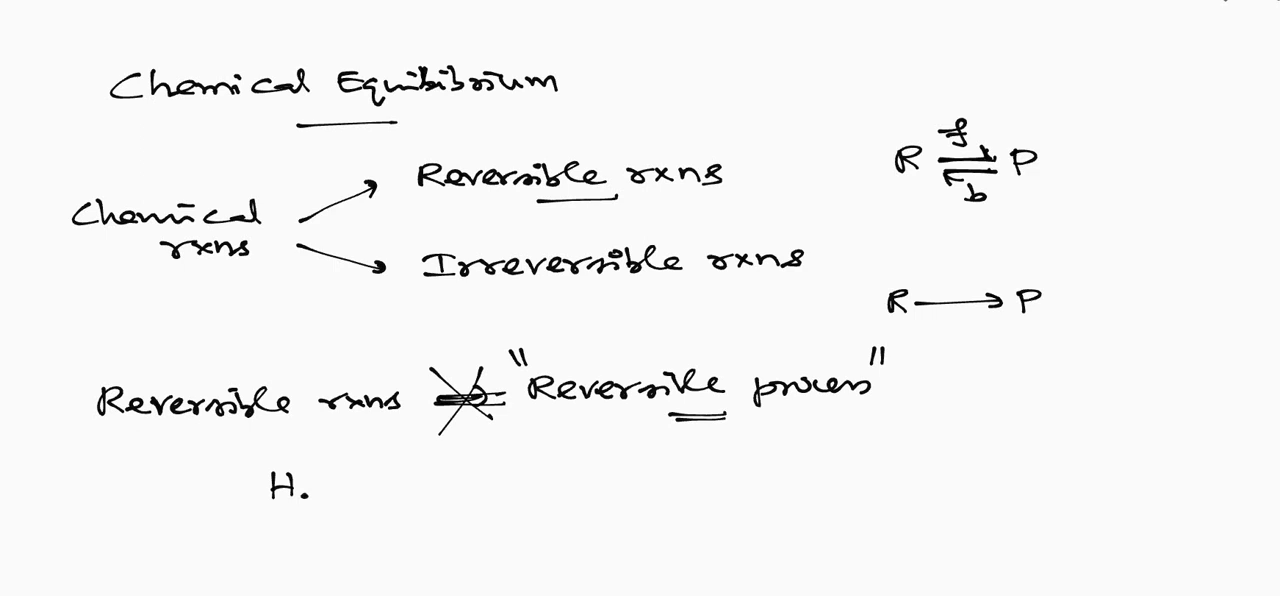 Chemical Equilibrium
Reversible rxns
R ⇌ P
f
b
Chemical
rxns
Irreversible rxns
R → P
Reversible rxns "Reversible process"
H.